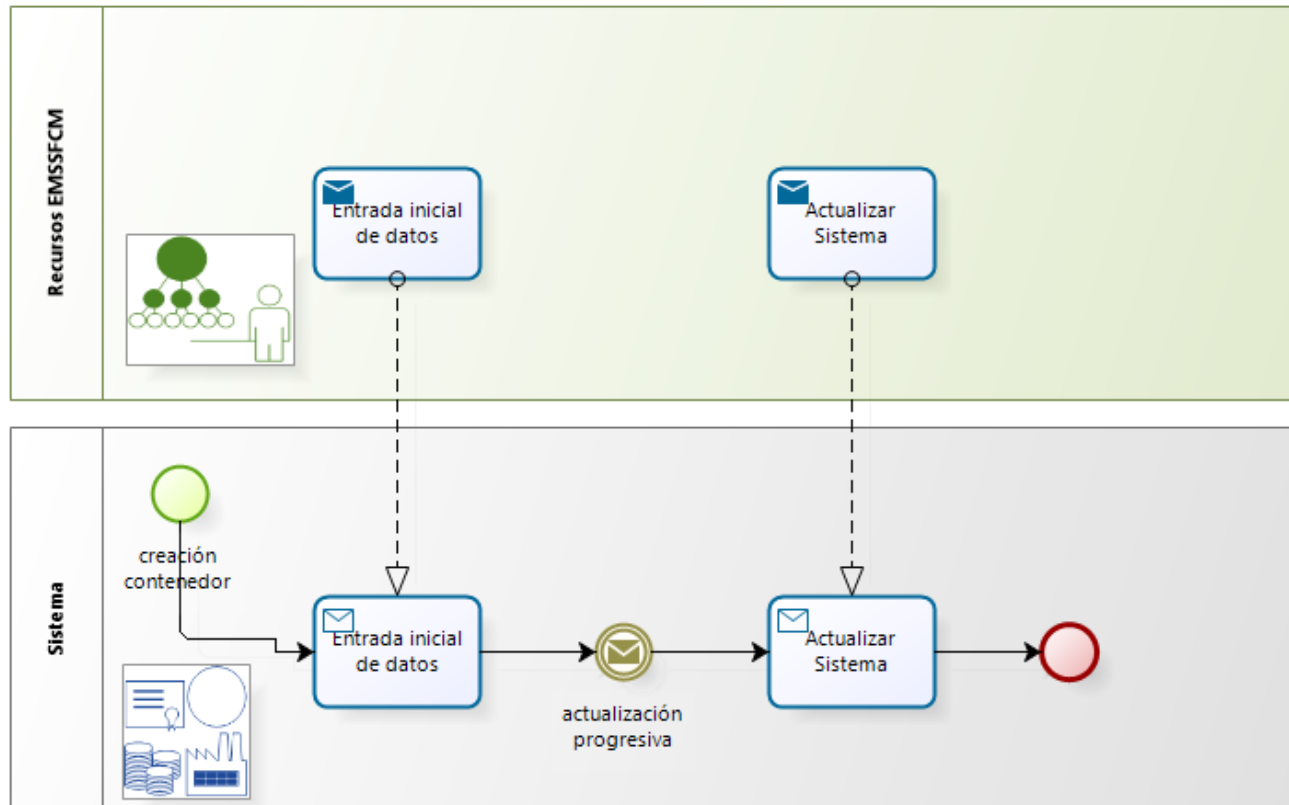 Recursos EMSSFCM
Entrada inicial
de datos
Actualizar
Sistema
Sistema
creación
contenedor
Entrada inicial
de datos
actualización
progresiva
Actualizar
Sistema